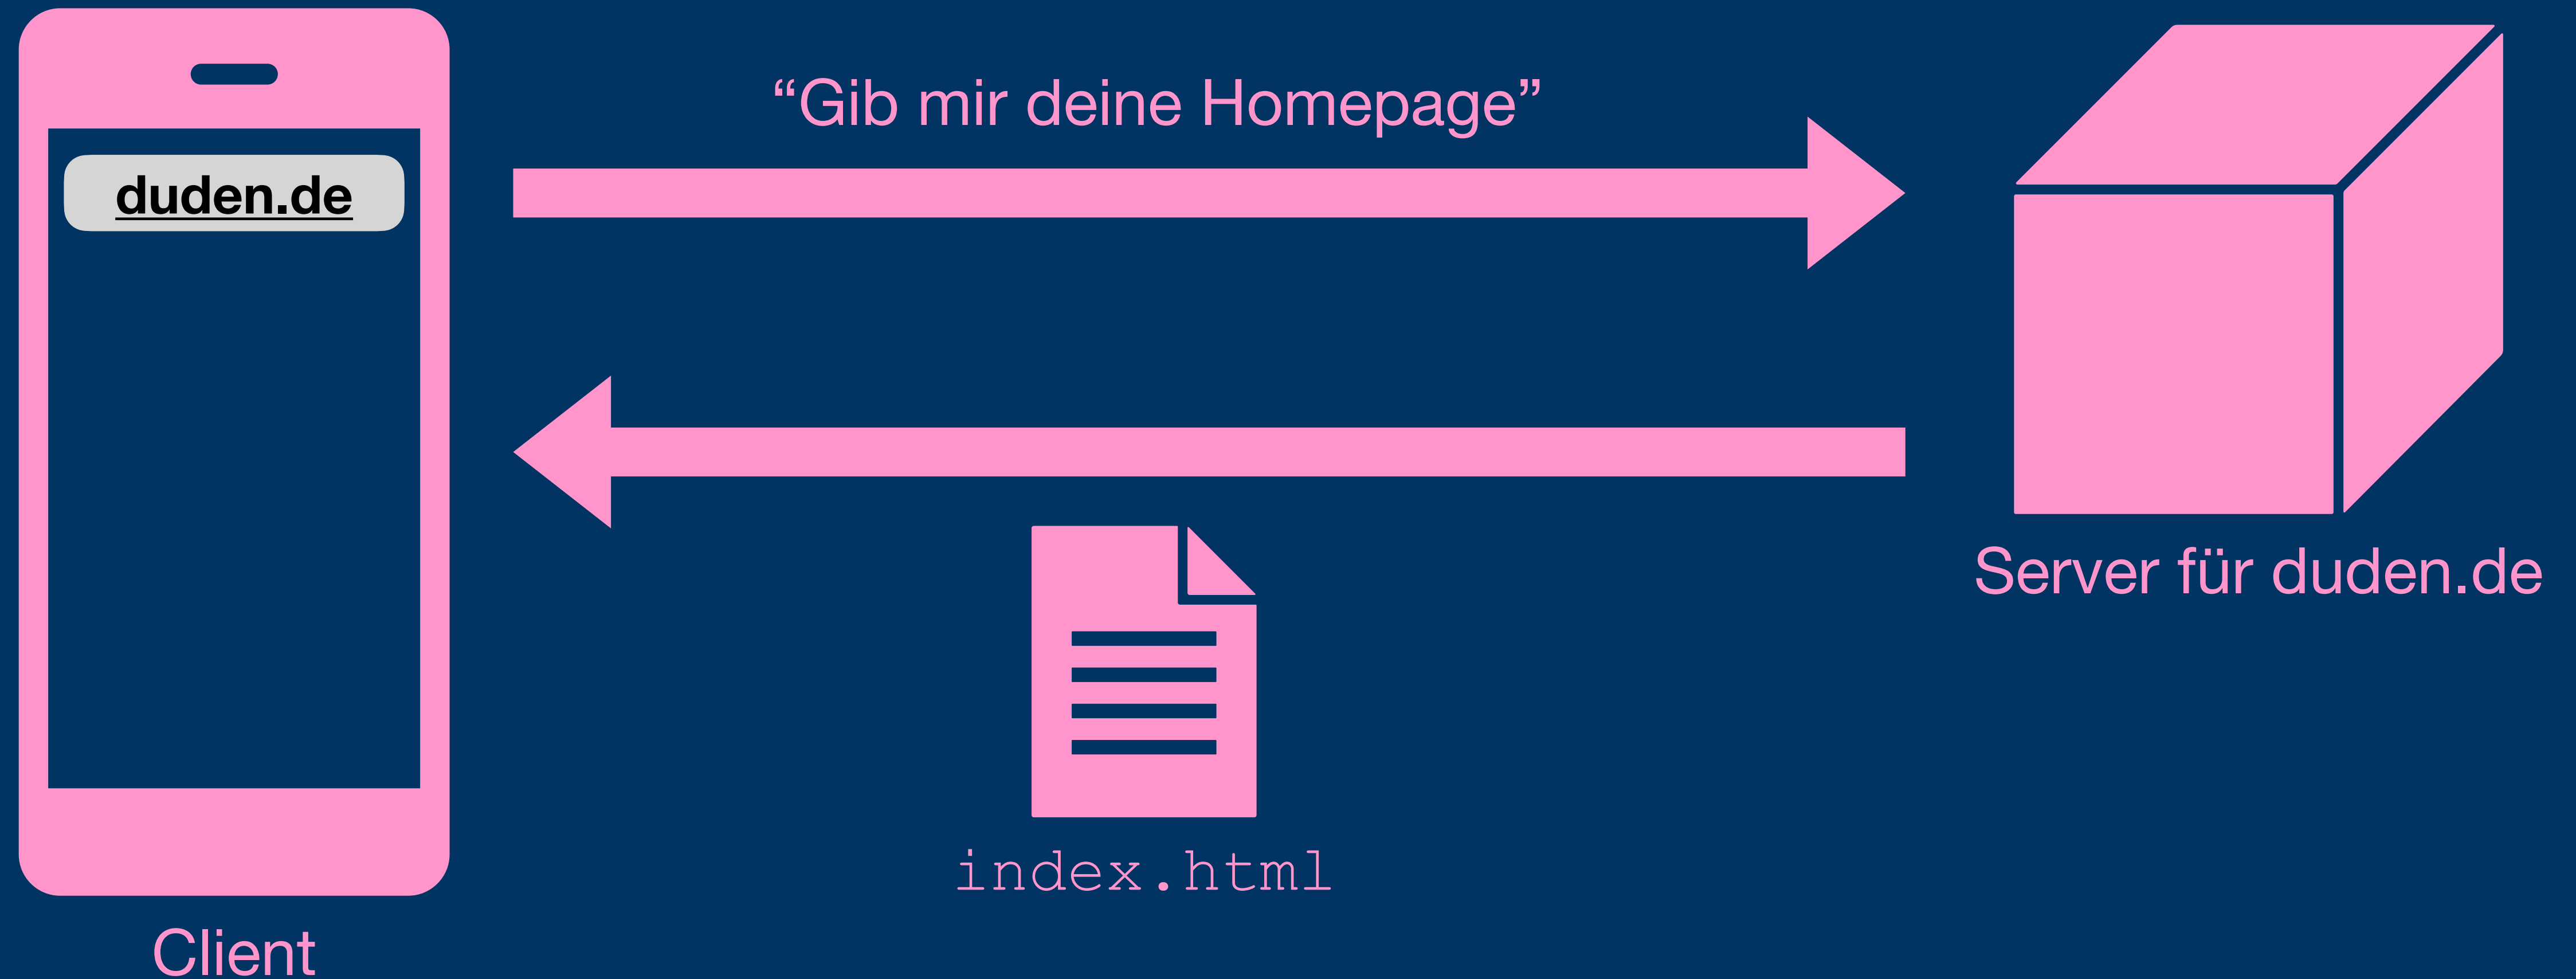 “Gib mir deine Homepage”
duden.de
Server für duden.de
index.html
Client